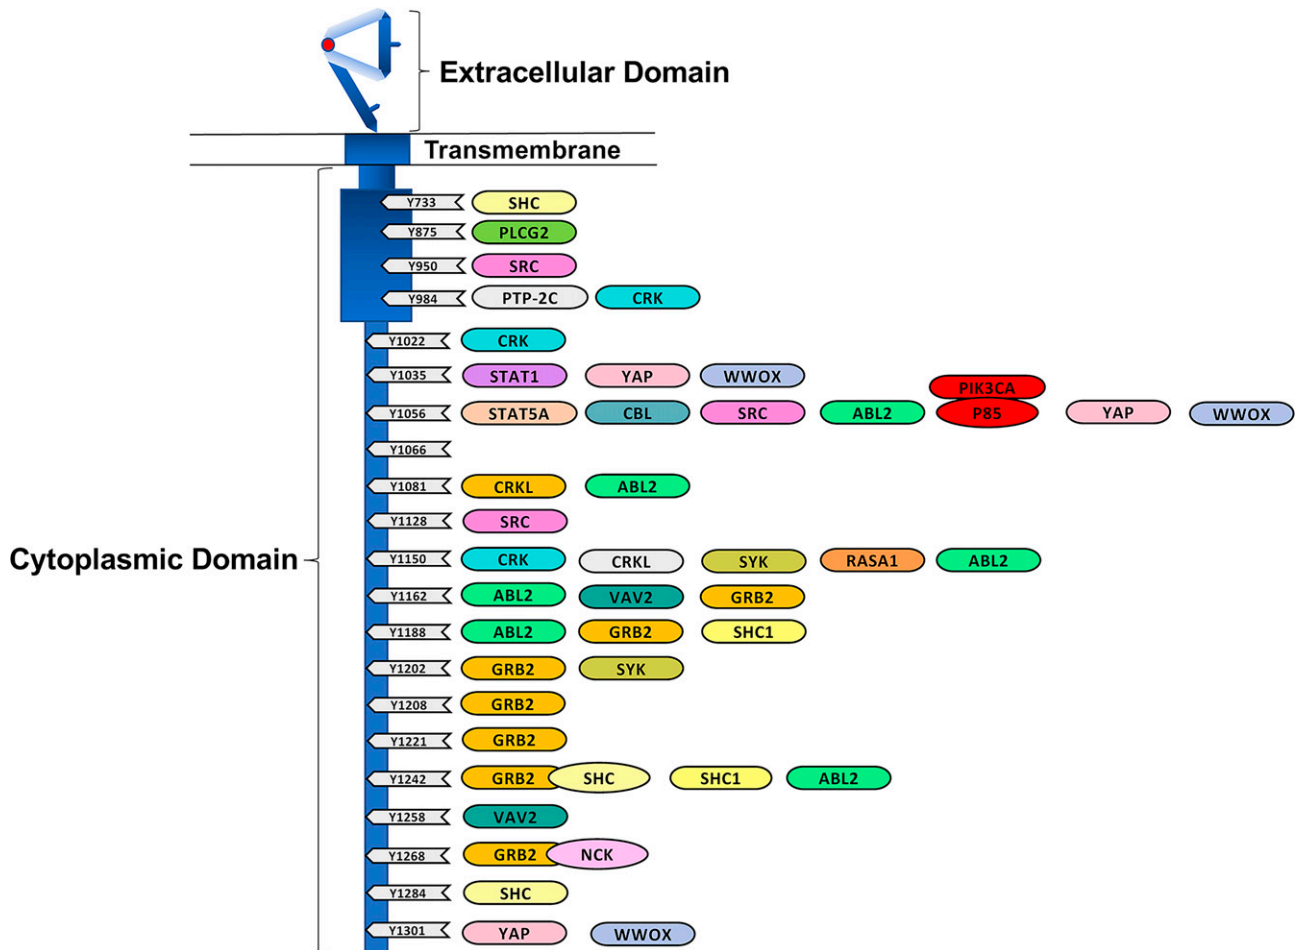 Extracellular Domain
Transmembrane
Cytoplasmic Domain
Y733 SHC
Y875 PLCG2
Y950 SRC
Y984 PTP-2C CRK
Y1022 CRK
Y1035 STAT1 YAP WWOX
PIK3CA
Y1056 STAT5A CBL SRC ABL2 P85 YAP WWOX
Y1066
Y1081 CRKL ABL2
Y1128 SRC
Y1150 CRK CRKL SYK RASA1 ABL2
Y1162 ABL2 VAV2 GRB2
Y1188 ABL2 GRB2 SHC1
Y1202 GRB2 SYK
Y1208 GRB2
Y1221 GRB2
Y1242 GRB2 SHC SHC1 ABL2
Y1258 VAV2
Y1268 GRB2 NCK
Y1284 SHC
Y1301 YAP WWOX